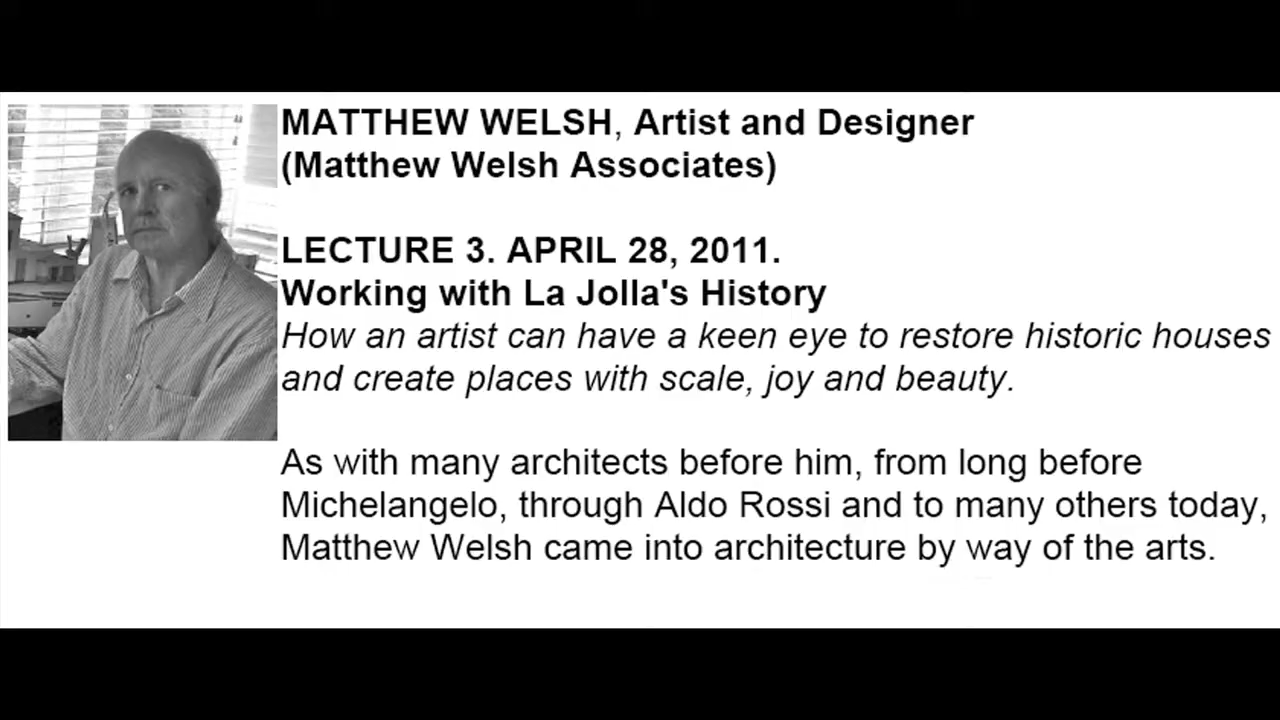 MATTHEW WELSH, Artist and Designer
(Matthew Welsh Associates)
LECTURE 3. APRIL 28, 2011.
Working with La Jolla's History
How an artist can have a keen eye to restore historic houses
and create places with scale, joy and beauty.
As with many architects before him, from long before
Michelangelo, through Aldo Rossi and to many others today,
Matthew Welsh came into architecture by way of the arts.